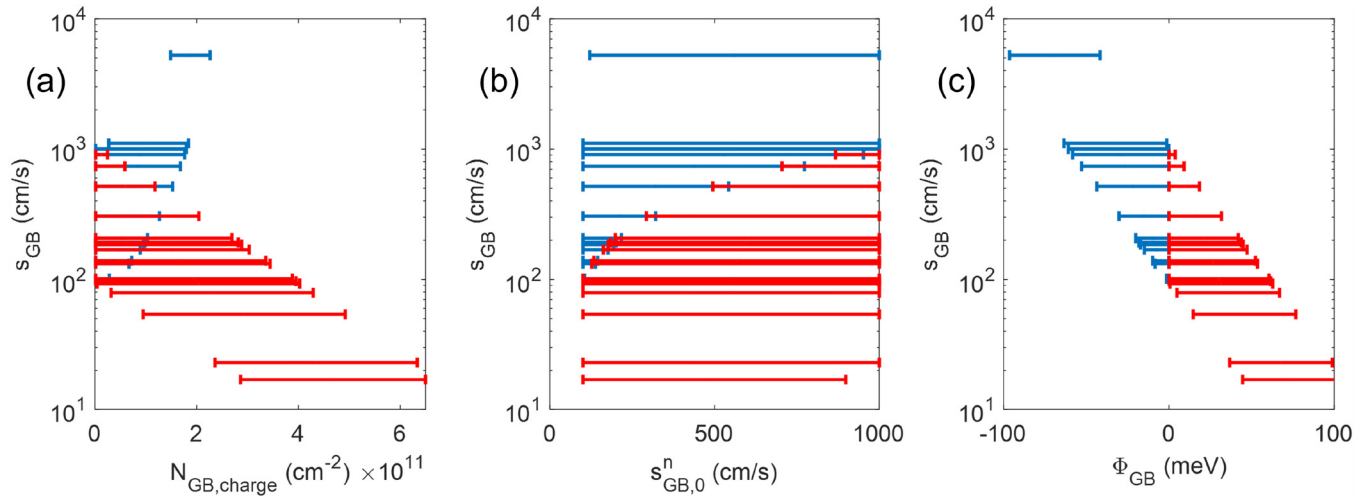 (a)
10^4
10^3
10^2
10^1
s_GB (cm/s)
0 2 4 6
N_GB,charge (cm^-2) ×10^11
(b)
10^4
10^3
10^2
10^1
s_GB (cm/s)
0 500 1000
s^n_GB,0 (cm/s)
(c)
10^4
10^3
10^2
10^1
s_GB (cm/s)
-100 0 100
Φ_GB (meV)